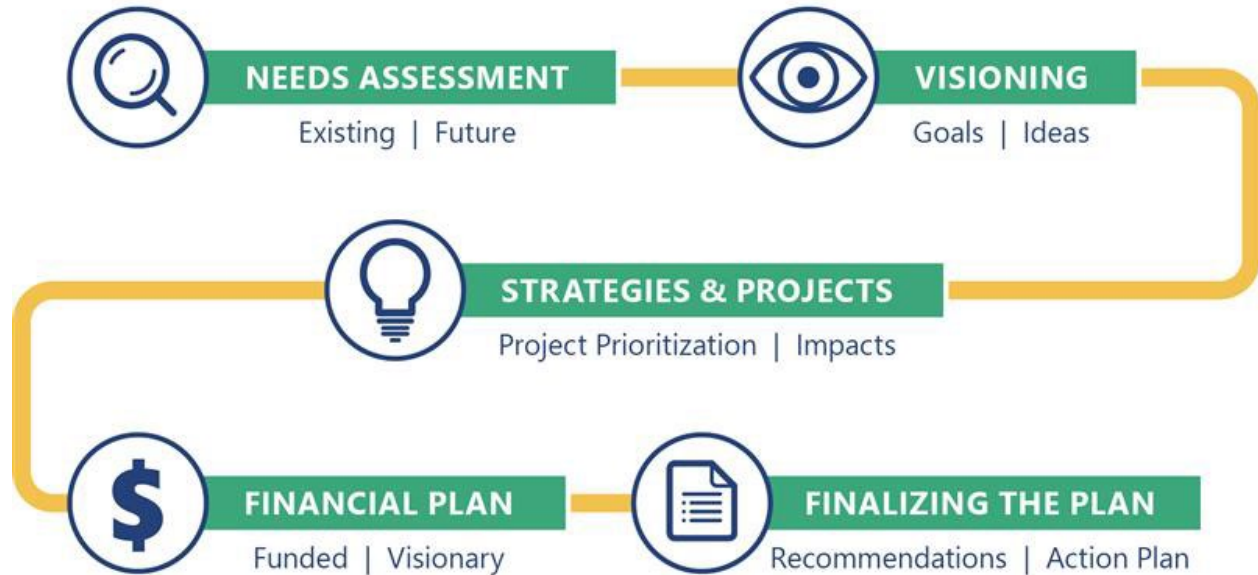 NEEDS ASSESSMENT
Existing | Future
VISIONING
Goals | Ideas
STRATEGIES & PROJECTS
Project Prioritization | Impacts
$
FINANCIAL PLAN
Funded | Visionary
FINALIZING THE PLAN
Recommendations | Action Plan